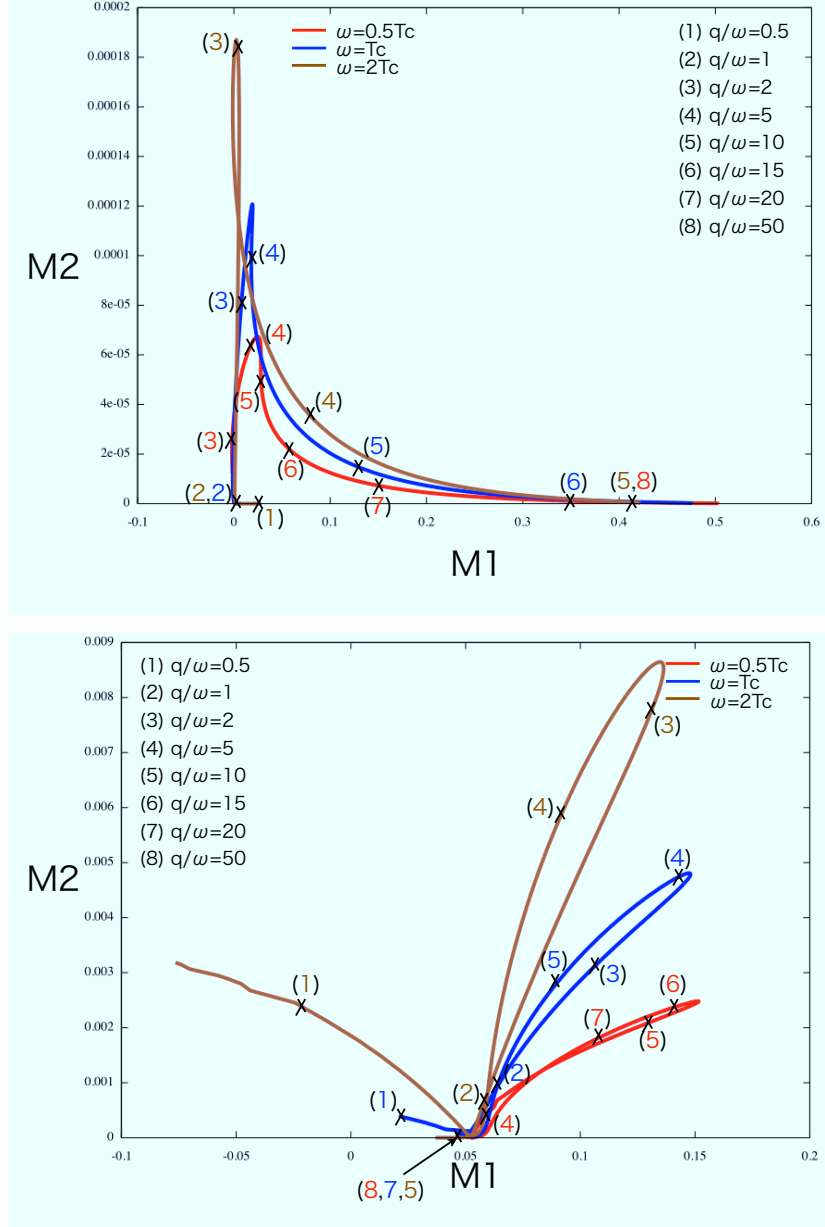 0.0002
ω=0.5Tc
ω=Tc
ω=2Tc
(1) q/ω=0.5
(2) q/ω=1
(3) q/ω=2
(4) q/ω=5
(5) q/ω=10
(6) q/ω=15
(7) q/ω=20
(8) q/ω=50
(3)
0.00018
0.00016
0.00014
0.00012
0.0001
8e-05
6e-05
4e-05
2e-05
0
M2
(4)
(3)
(4)
(5)
(4)
(3)
(5)
(6)
(2,2)
(1)
(7)
(6)
(5,8)
-0.1
0
0.1
0.2
0.3
0.4
0.5
0.6
M1
0.009
(1) q/ω=0.5
(2) q/ω=1
(3) q/ω=2
(4) q/ω=5
(5) q/ω=10
(6) q/ω=15
(7) q/ω=20
(8) q/ω=50
ω=0.5Tc
ω=Tc
ω=2Tc
0.008
0.007
0.006
0.005
0.004
0.003
0.002
0.001
0
M2
(3)
(4)
(4)
(5)
(3)
(1)
(6)
(7)
(5)
(2)
(2)
(1)
(4)
-0.1
-0.05
0
0.05
0.1
0.15
0.2
M1
(8,7,5)